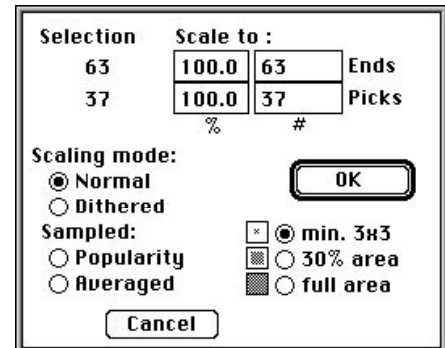 Selection Scale to :
63 100.0 63 Ends
37 100.0 37 Picks
% #
Scaling mode:
Normal OK
Dithered
Sampled: min. 3x3
Popularity 30% area
Averaged full area
Cancel